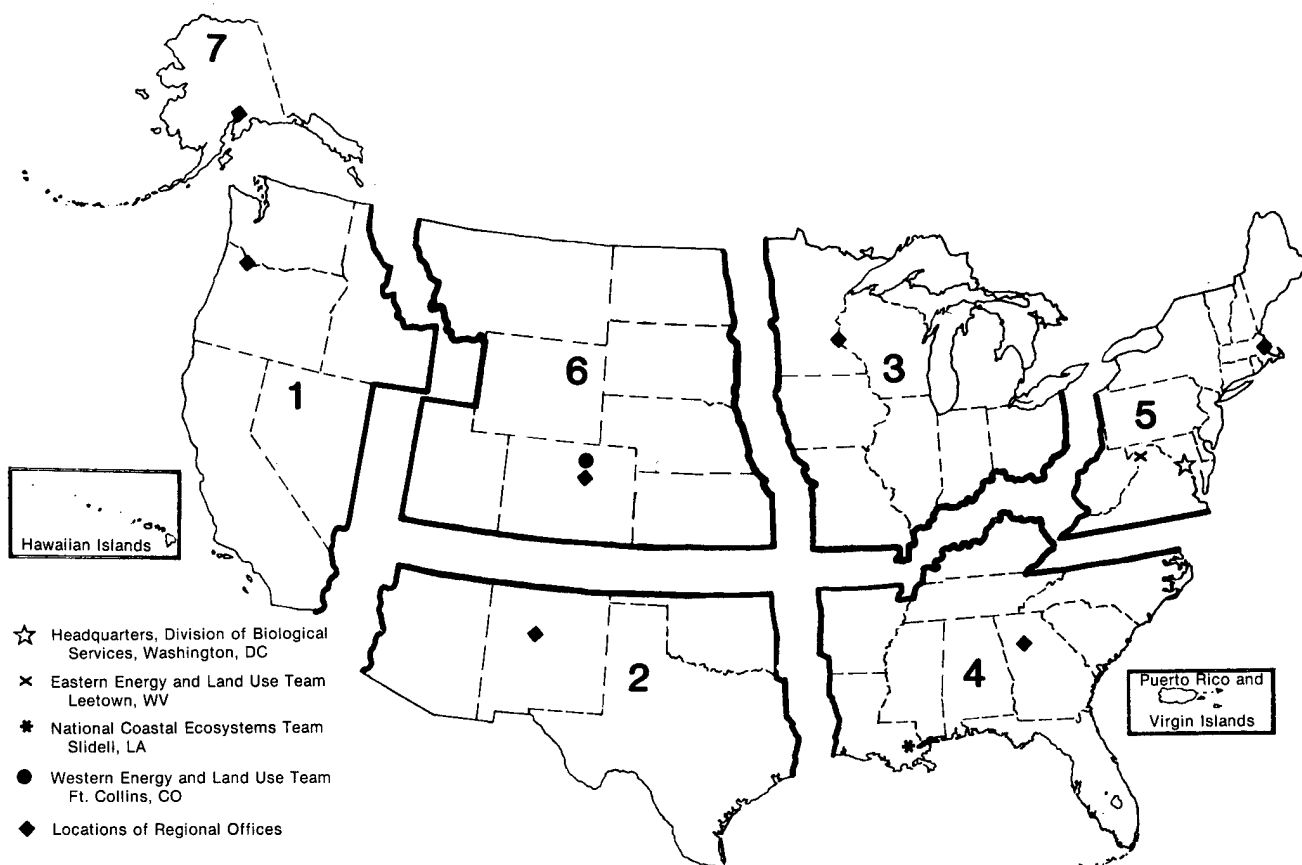 7
6
3
1
5
Hawaiian Islands
2
4
Puerto Rico and
Virgin Islands
Headquarters, Division of Biological
Services, Washington, DC
Eastern Energy and Land Use Team
Leetown, WV
National Coastal Ecosystems Team
Slidell, LA
Western Energy and Land Use Team
Ft. Collins, CO
Locations of Regional Offices